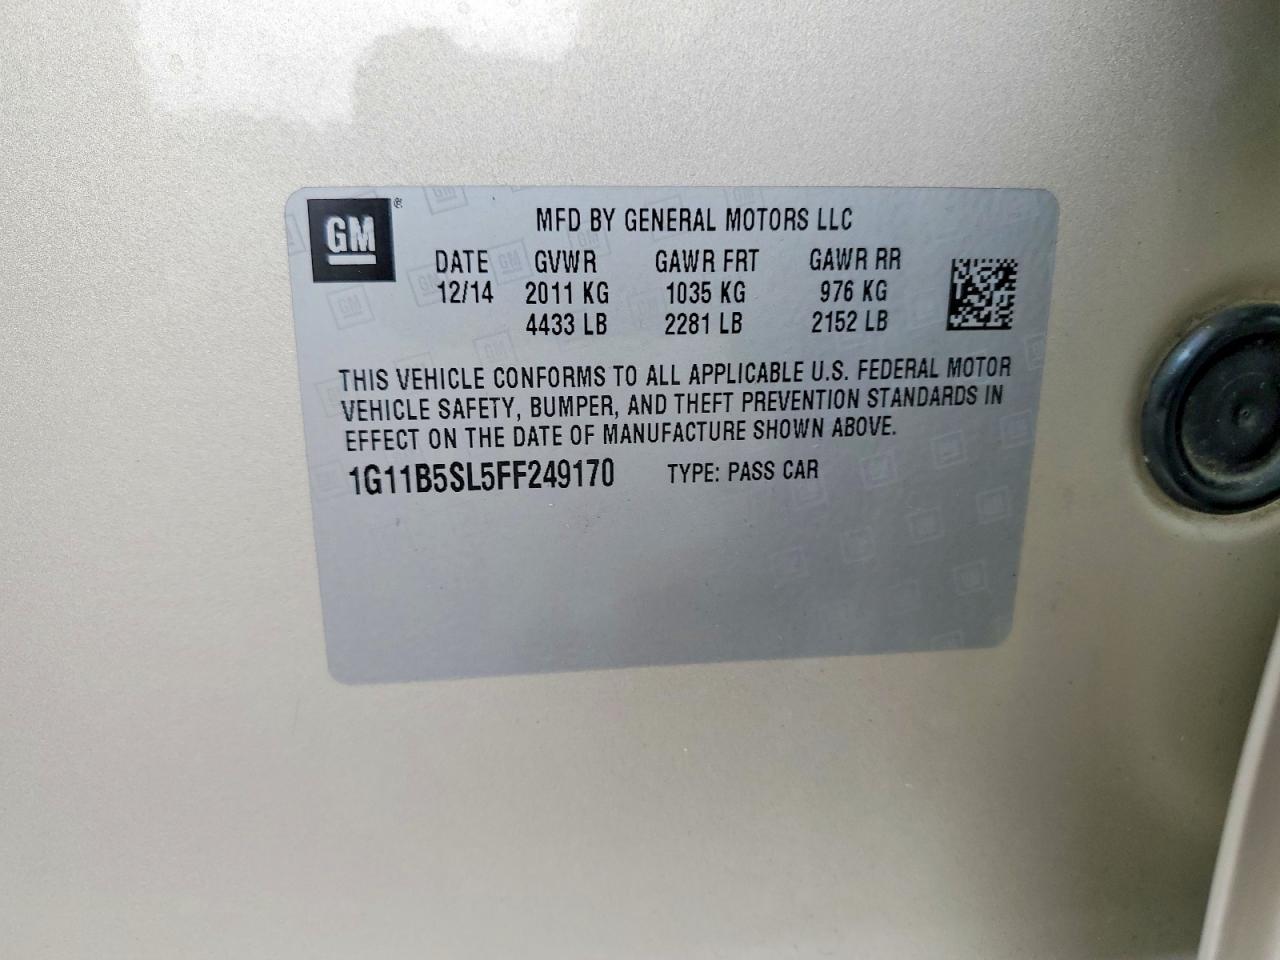 GM®
MFD BY GENERAL MOTORS LLC
DATE GVWR GAWR FRT GAWR RR
12/14 2011 KG 1035 KG 976 KG
4433 LB 2281 LB 2152 LB
THIS VEHICLE CONFORMS TO ALL APPLICABLE U.S. FEDERAL MOTOR
VEHICLE SAFETY, BUMPER, AND THEFT PREVENTION STANDARDS IN
EFFECT ON THE DATE OF MANUFACTURE SHOWN ABOVE.
1G11B5SL5FF249170 TYPE: PASS CAR